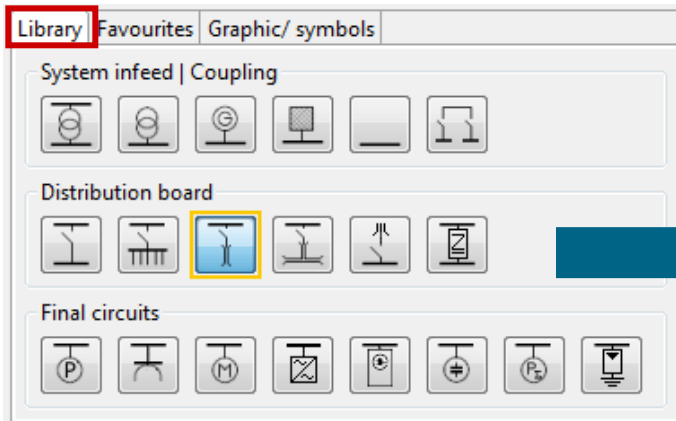 Library Favourites Graphic/ symbols
System infeed | Coupling
G
Distribution board
Z
Final circuits
P M